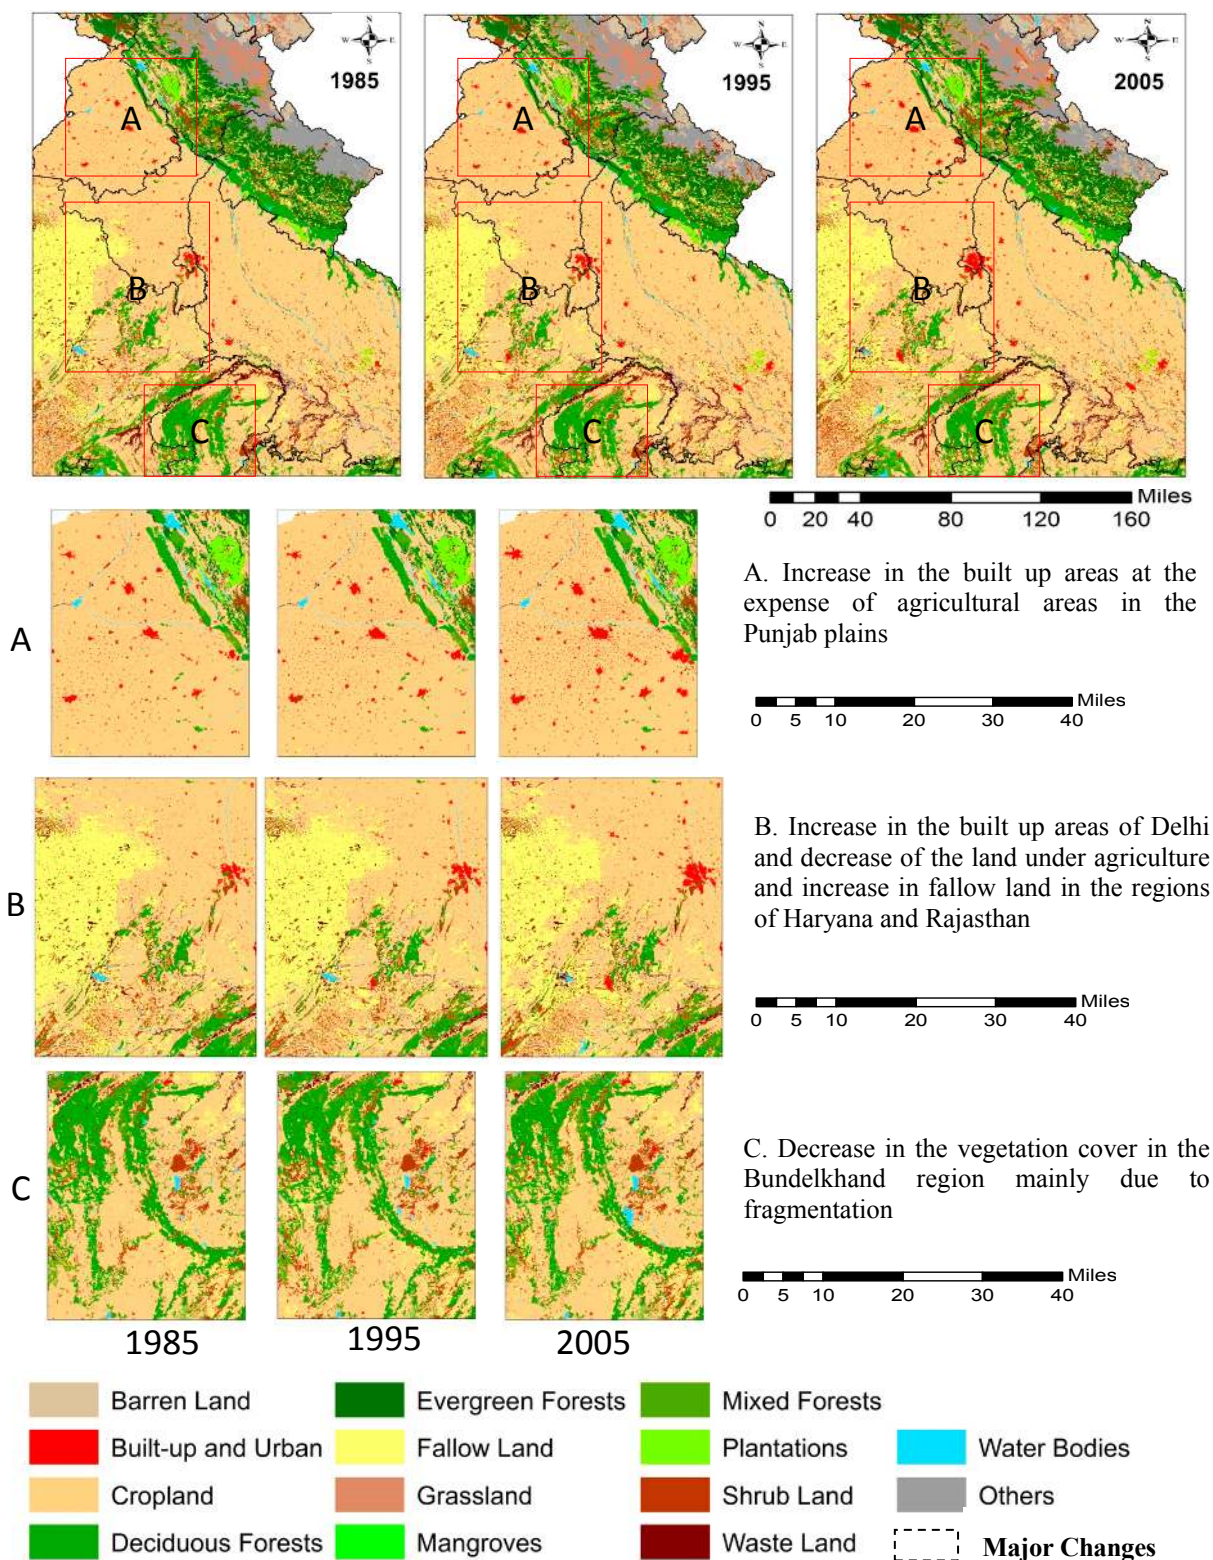 N
W E
S
1985
A
B
C
N
W E
S
1995
A
B
C
N
W E
S
2005
A
B
C
Miles
0 20 40 80 120 160
A
A. Increase in the built up areas at the
expense of agricultural areas in the
Punjab plains
Miles
0 5 10 20 30 40
B
B. Increase in the built up areas of Delhi
and decrease of the land under agriculture
and increase in fallow land in the regions
of Haryana and Rajasthan
Miles
0 5 10 20 30 40
C
C. Decrease in the vegetation cover in the
Bundelkhand region mainly due to
fragmentation
Miles
0 5 10 20 30 40
1985 1995 2005
Barren Land Evergreen Forests Mixed Forests
Built-up and Urban Fallow Land Plantations Water Bodies
Cropland Grassland Shrub Land Others
Deciduous Forests Mangroves Waste Land Major Changes